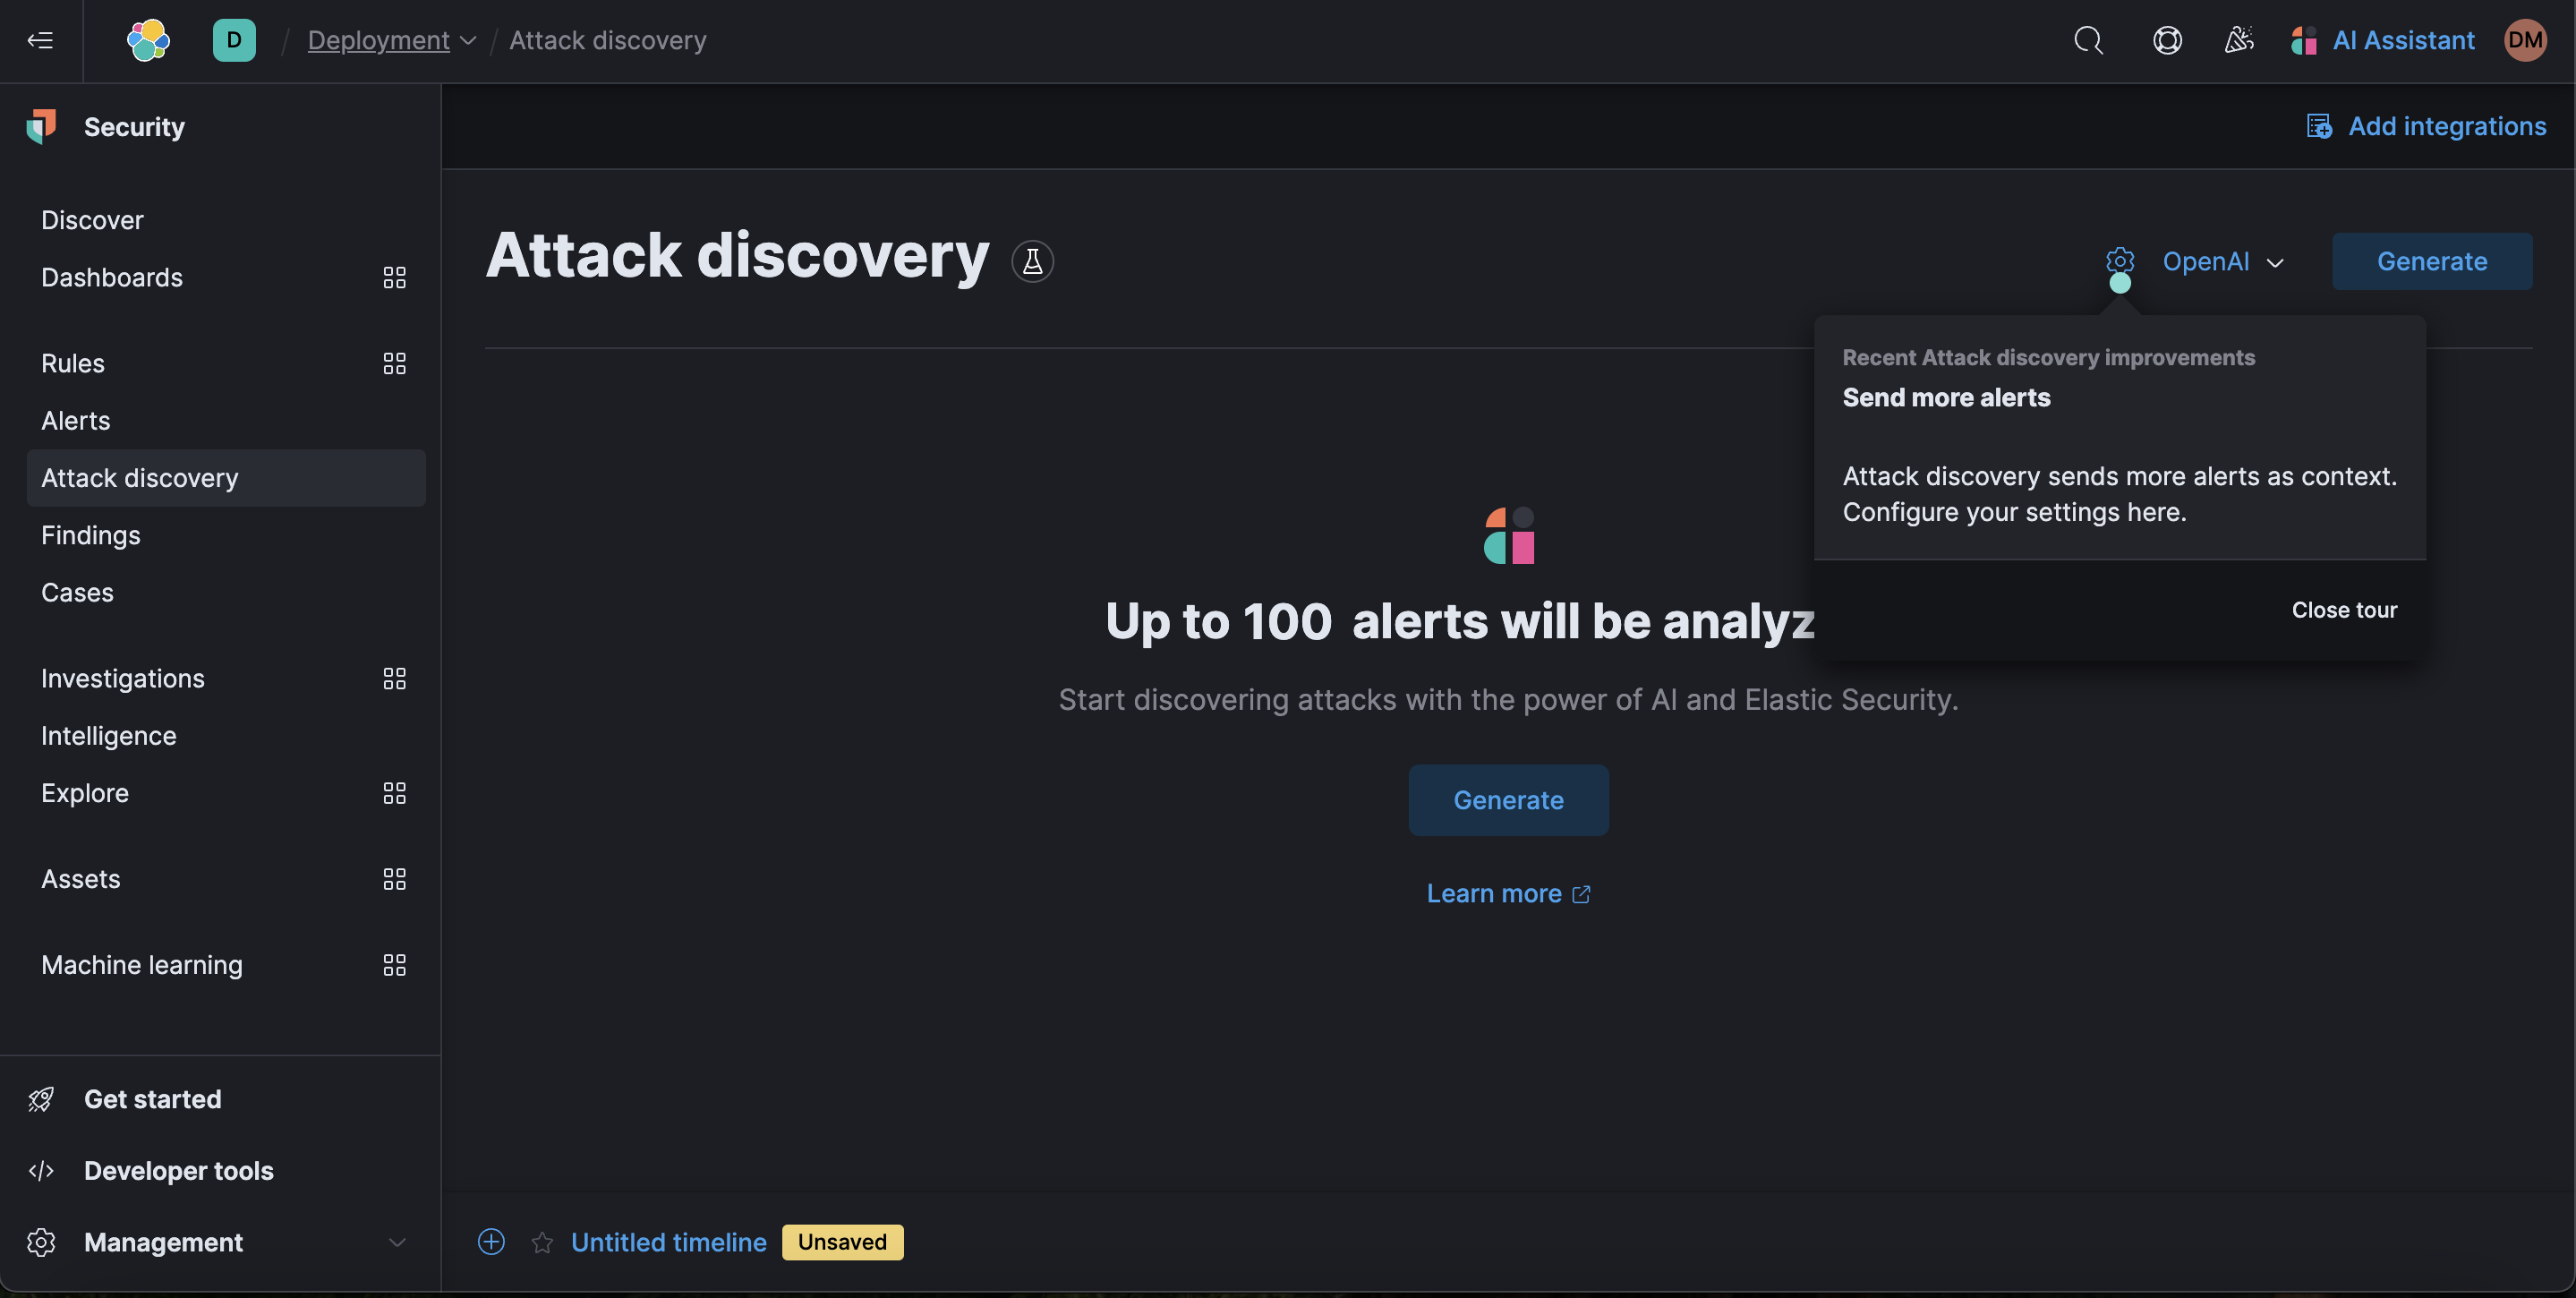 D
Deployment
Attack discovery
AI Assistant
DM
Security
Add integrations
Discover
Dashboards
Rules
Alerts
Attack discovery
Findings
Cases
Investigations
Intelligence
Explore
Assets
Machine learning
Get started
Developer tools
Management
Attack discovery
OpenAI
Generate
Recent Attack discovery improvements
Send more alerts
Attack discovery sends more alerts as context.
Configure your settings here.
Close tour
Up to 100 alerts will be analyz
Start discovering attacks with the power of AI and Elastic Security.
Generate
Learn more
Untitled timeline
Unsaved